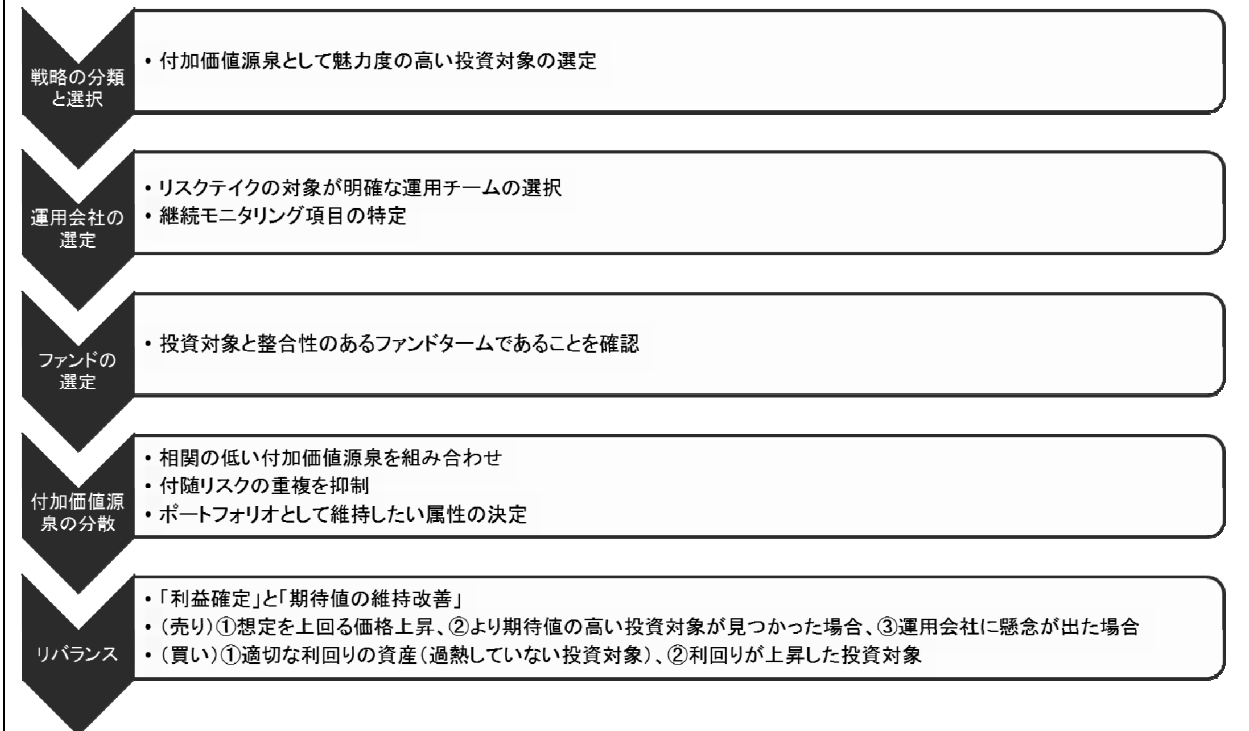 戦略の分類
と選択
・付加価値源泉として魅力度の高い投資対象の選定
運用会社の
選定
・リスクテイクの対象が明確な運用チームの選択
・継続モニタリング項目の特定
ファンドの
選定
・投資対象と整合性のあるファンドタームであることを確認
付加価値源
泉の分散
・相関の低い付加価値源泉を組み合わせ
・付随リスクの重複を抑制
・ポートフォリオとして維持したい属性の決定
リバランス
・「利益確定」と「期待値の維持改善」
・(売り)①想定を上回る価格上昇、②より期待値の高い投資対象が見つかった場合、③運用会社に懸念が出た場合
・(買い)①適切な利回りの資産(過熱していない投資対象)、②利回りが上昇した投資対象